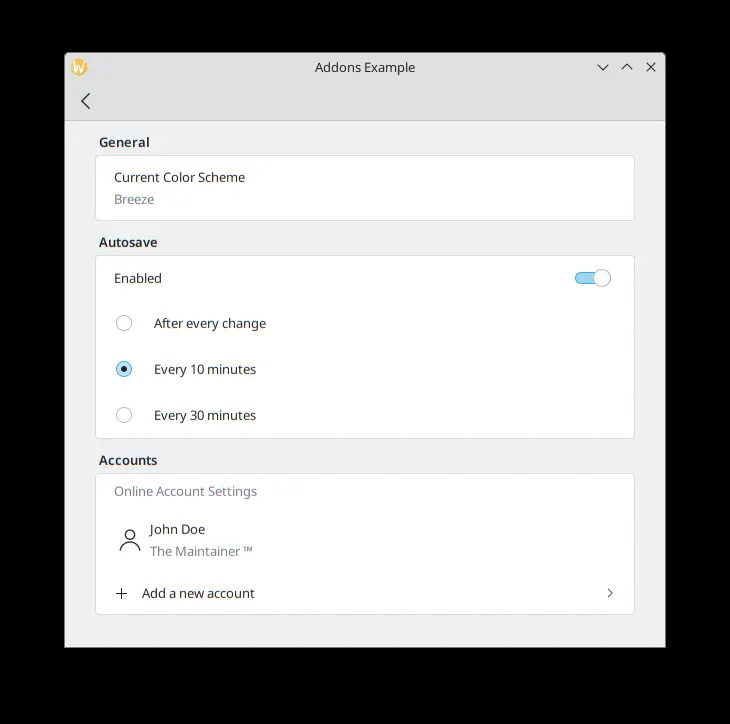 Addons Example
General
Current Color Scheme
Breeze
Autosave
Enabled
After every change
Every 10 minutes
Every 30 minutes
Accounts
Online Account Settings
John Doe
The Maintainer ™
Add a new account